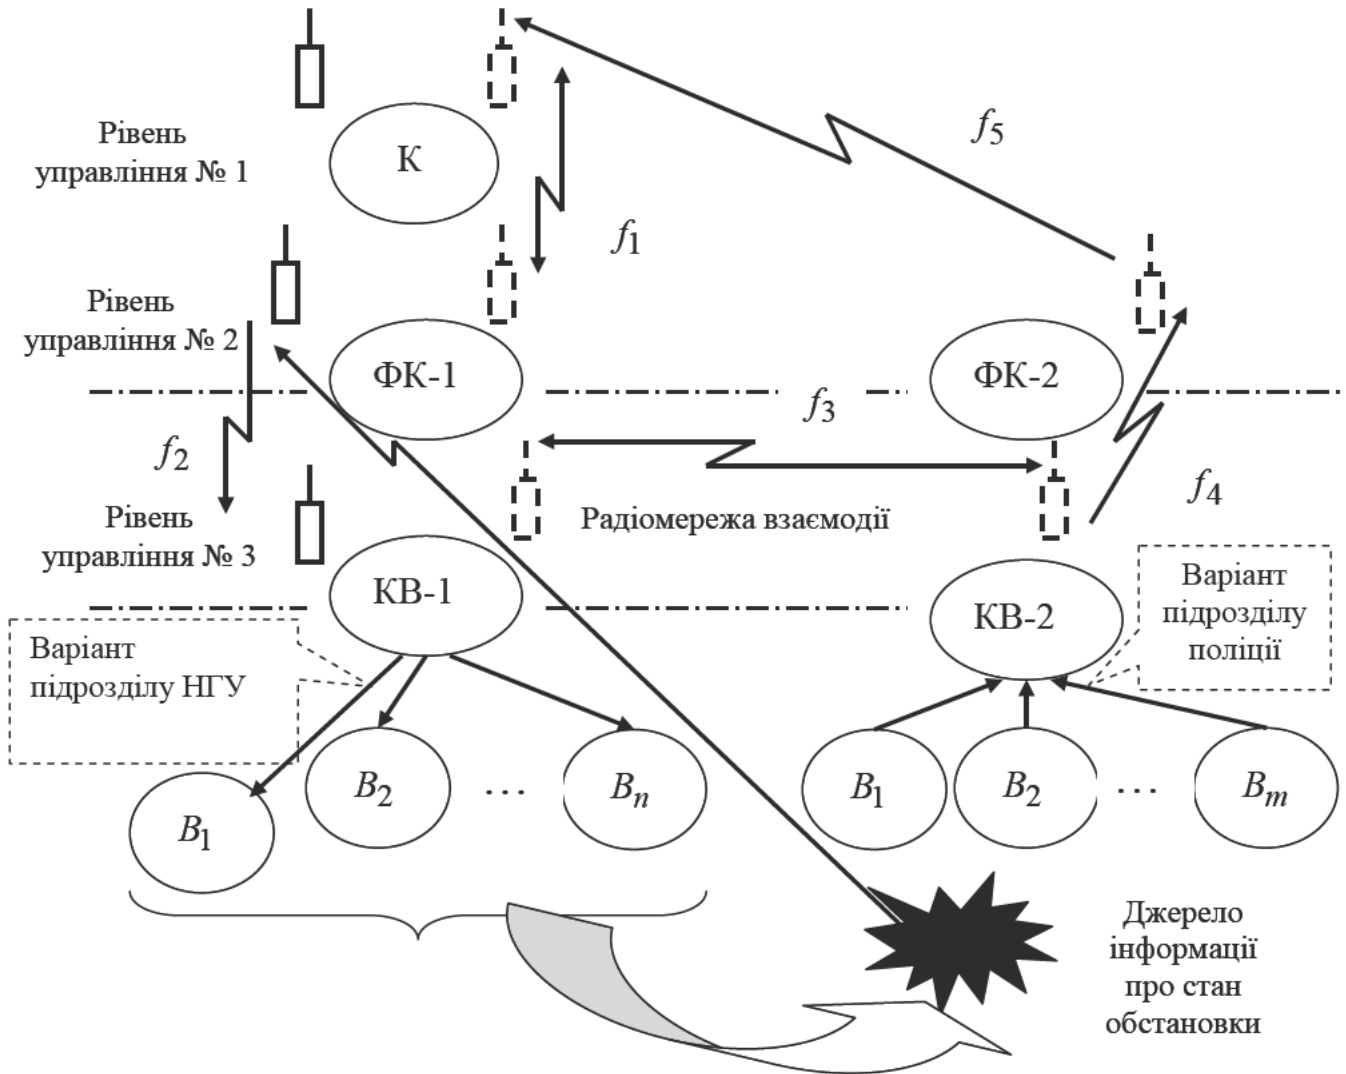 Рівень
управління № 1
К
f5
f1
Рівень
управління № 2
ФК-1
ФК-2
f3
f2
f4
Рівень
управління № 3
Радіомережа взаємодії
КВ-1
КВ-2
Варіант
підрозділу
поліції
Варіант
підрозділу НГУ
B1
B2
...
Bn
B1
B2
...
Bm
Джерело
інформації
про стан
обстановки